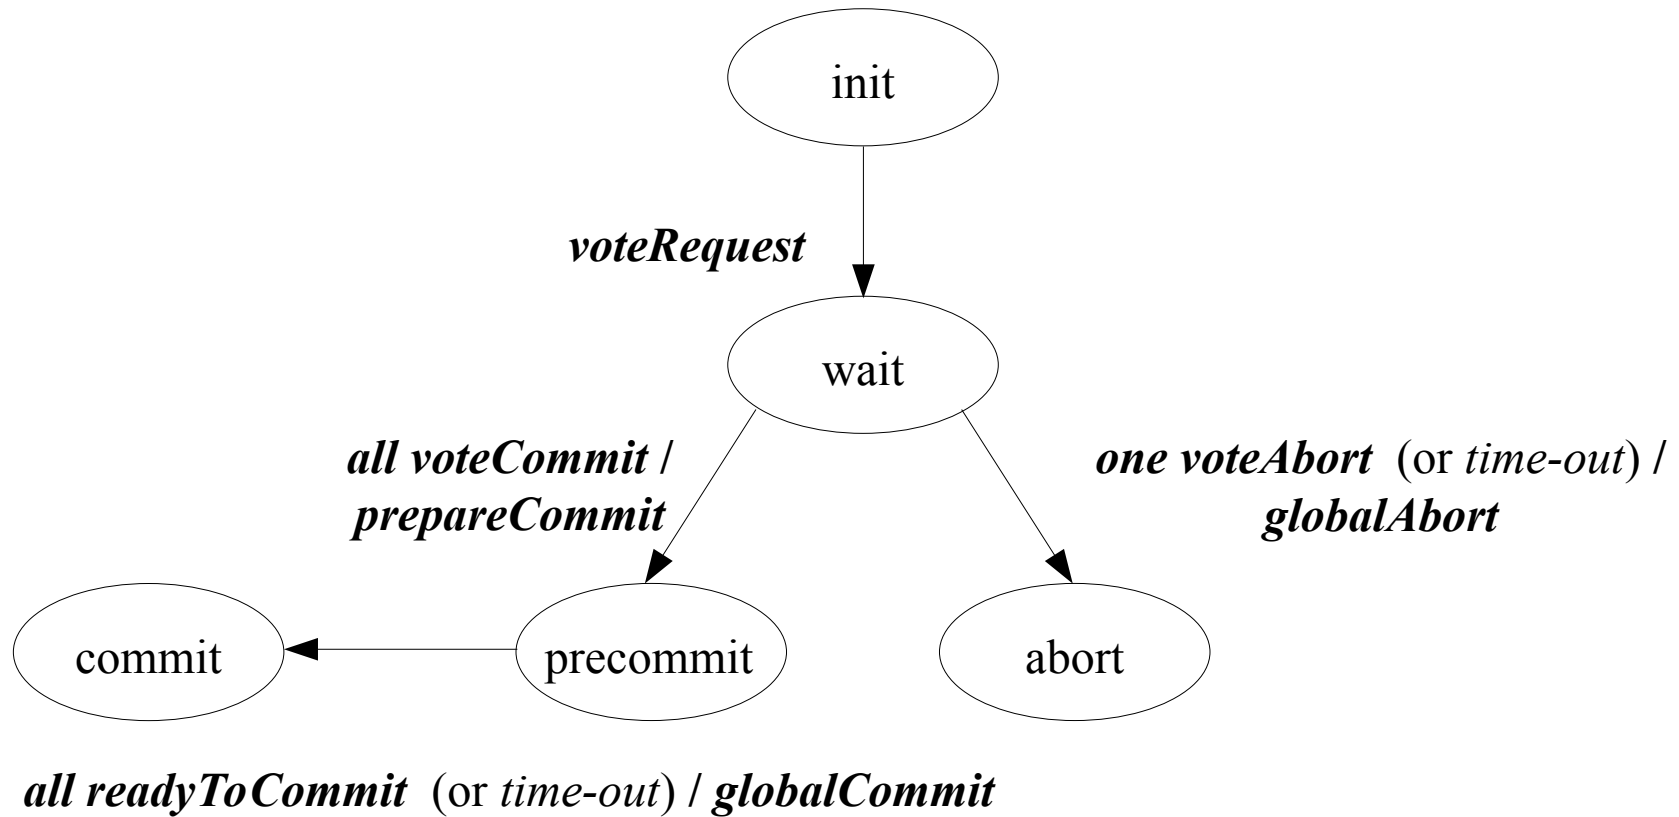 init
voteRequest
wait
all voteCommit /
prepareCommit
one voteAbort (or time-out) /
globalAbort
commit
precommit
abort
all readyToCommit (or time-out) / globalCommit